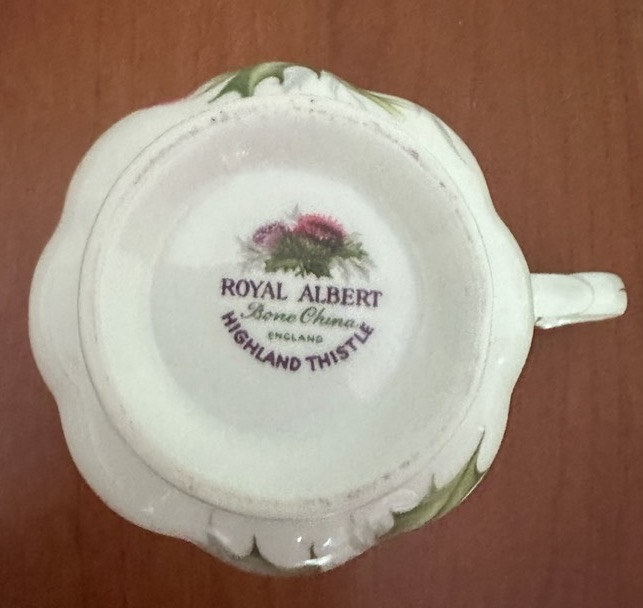 ROYAL ALBERT
Bone China
ENGLAND
HIGHLAND THISTLE